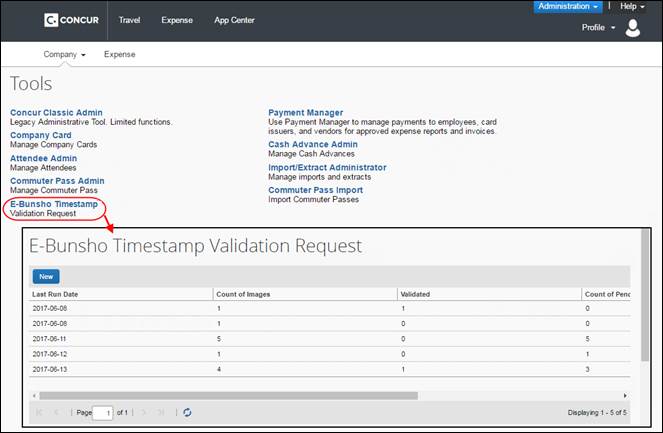 Administration Help
C. CONCUR Travel Expense App Center
Profile
Company Expense
Tools
Concur Classic Admin
Legacy Administrative Tool. Limited functions.
Company Card
Manage Company Cards
Attendee Admin
Manage Attendees
Commuter Pass Admin
Manage Commuter Pass
E-Bunsho Timestamp
Validation Request
Payment Manager
Use Payment Manager to manage payments to employees, card
issuers, and vendors for approved expense reports and invoices.
Cash Advance Admin
Manage Cash Advances
Import/Extract Administrator
Manage imports and extracts
Commuter Pass Import
Import Commuter Passes
E-Bunsho Timestamp Validation Request
New
Last Run Date Count of Images Validated Count of Penc
2017-06-08 1 1 0
2017-06-08 1 0 0
2017-06-11 5 0 5
2017-06-12 1 0 1
2017-06-13 4 1 3
Page 1 of 1 Displaying 1 - 5 of 5